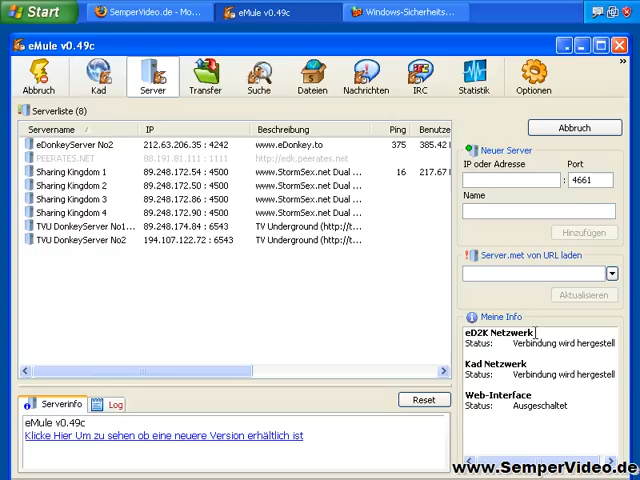 Start
SemperVideo.de - Mo...
eMule v0.49c
Windows-Sicherheits...
eMule v0.49c
Abbruch
Kad
Server
Transfer
Suche
Dateien
Nachrichten
IRC
Statistik
Optionen
»
Serverliste (8)
Servername / IP Beschreibung Ping Benutze
eDonkeyServer No2 212.63.206.35 : 4242 www.eDonkey.to 375 385.42
PEERATES.NET 88.191.81.111 : 1111 http://edk.peerates.net
Sharing Kingdom 1 89.248.172.54 : 4500 www.StormSex.net Dual ... 16 217.67
Sharing Kingdom 2 89.248.172.50 : 4500 www.StormSex.net Dual ...
Sharing Kingdom 3 89.248.172.86 : 4500 www.StormSex.net Dual ...
Sharing Kingdom 4 89.248.172.90 : 4500 www.StormSex.net Dual ...
TVU DonkeyServer No1... 89.248.174.84 : 6543 TV Underground (http://t...
TVU DonkeyServer No2 194.107.122.72 : 6543 TV Underground (http://t...
Abbruch
Neuer Server
IP oder Adresse Port
: 4661
Name
Hinzufügen
Server.met von URL laden
Aktualisieren
Meine Info
eD2K Netzwerk
Status: Verbindung wird hergestell
Kad Netzwerk
Status: Verbindung wird hergestell
Web-Interface
Status: Ausgeschaltet
Serverinfo
Log
Reset
eMule v0.49c
Klicke Hier Um zu sehen ob eine neuere Version erhältlich ist
www.SemperVideo.de